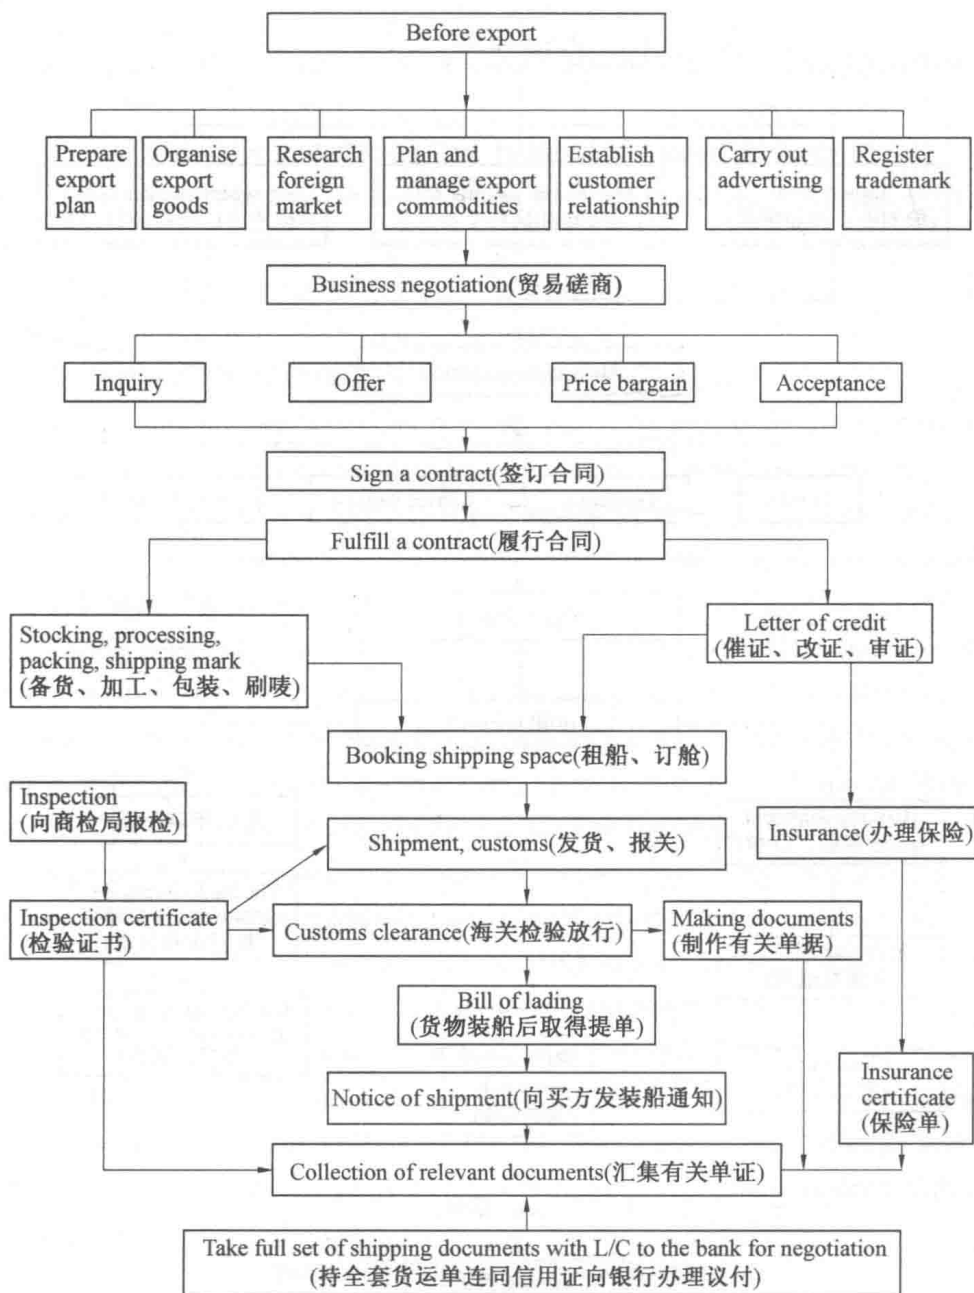 Before export
Prepare
export
plan
Organise
export
goods
Research
foreign
market
Plan and
manage export
commodities
Establish
customer
relationship
Carry out
advertising
Register
trademark
Business negotiation(贸易磋商)
Inquiry
Offer
Price bargain
Acceptance
Sign a contract(签订合同)
Fulfill a contract(履行合同)
Stocking, processing,
packing, shipping mark
(备货、加工、包装、刷唛)
Letter of credit
(催证、改证、审证)
Booking shipping space(租船、订舱)
Inspection
(向商检局报检)
Shipment, customs(发货、报关)
Insurance(办理保险)
Inspection certificate
(检验证书)
Customs clearance(海关检验放行)
Making documents
(制作有关单据)
Bill of lading
(货物装船后取得提单)
Notice of shipment(向买方发装船通知)
Insurance
certificate
(保险单)
Collection of relevant documents(汇集有关单证)
Take full set of shipping documents with L/C to the bank for negotiation
(持全套货运单连同信用证向银行办理议付)